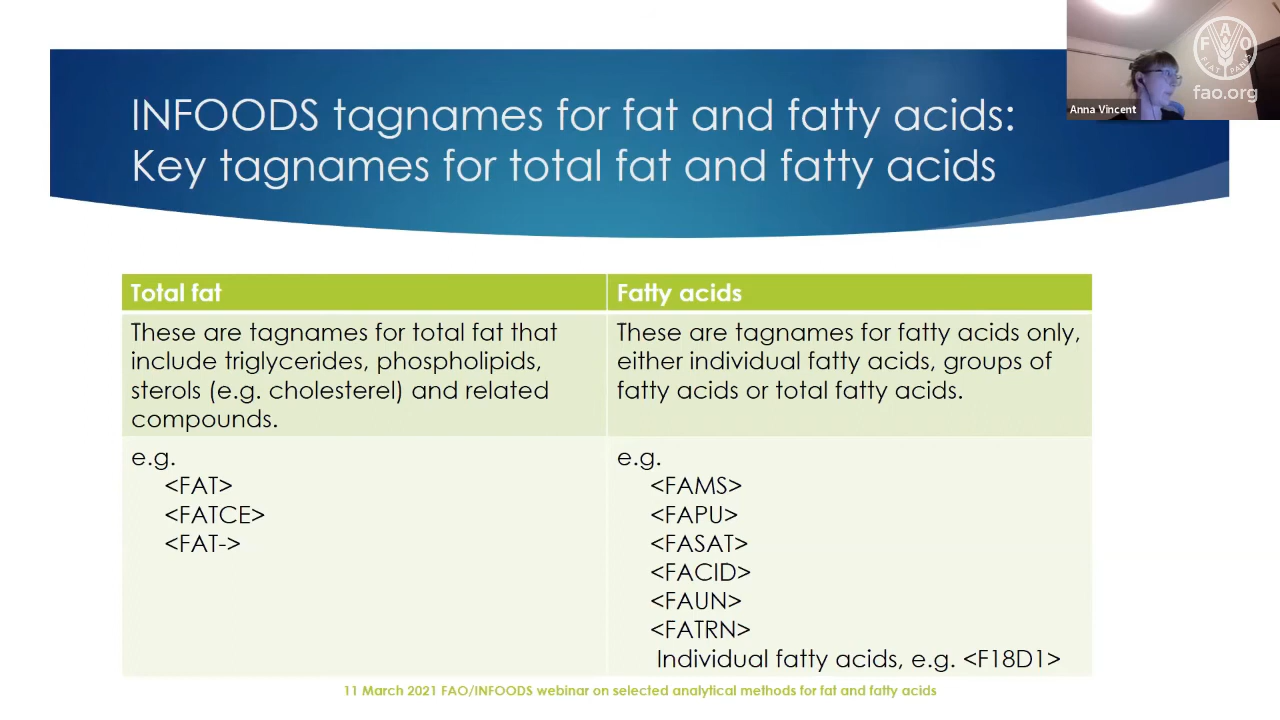 INFOODS tagnames for fat and fatty acids:
Key tagnames for total fat and fatty acids
FAO
FIAT PANIS
fao.org
Anna Vincent
Total fat
These are tagnames for total fat that
include triglycerides, phospholipids,
sterols (e.g. cholesterel) and related
compounds.
Fatty acids
These are tagnames for fatty acids only,
either individual fatty acids, groups of
fatty acids or total fatty acids.
e.g.
<FAT>
<FATCE>
<FAT->
e.g.
<FAMS>
<FAPU>
<FASAT>
<FACID>
<FAUN>
<FATRN>
Individual fatty acids, e.g. <F18D1>
11 March 2021 FAO/INFOODS webinar on selected analytical methods for fat and fatty acids